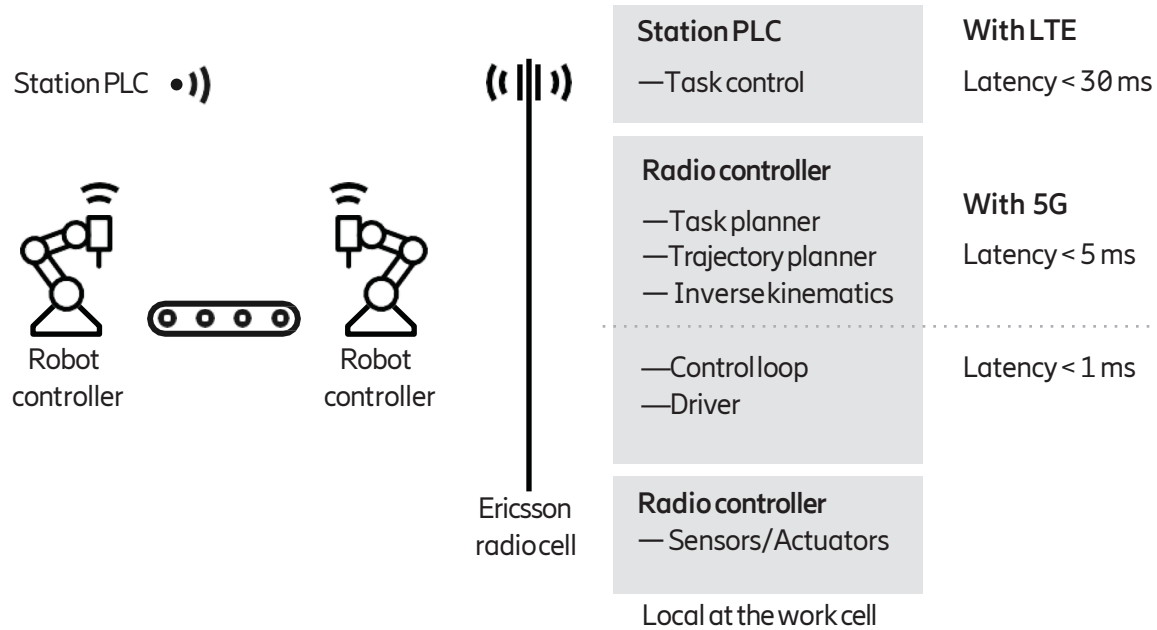 Station PLC
Robot
controller
Robot
controller
Ericsson
radio cell
Station PLC
—Task control
With LTE
Latency < 30 ms
Radio controller
—Task planner
—Trajectory planner
— Inverse kinematics
With 5G
Latency < 5 ms
—Control loop
—Driver
Latency < 1 ms
Radio controller
— Sensors/Actuators
Local at the work cell